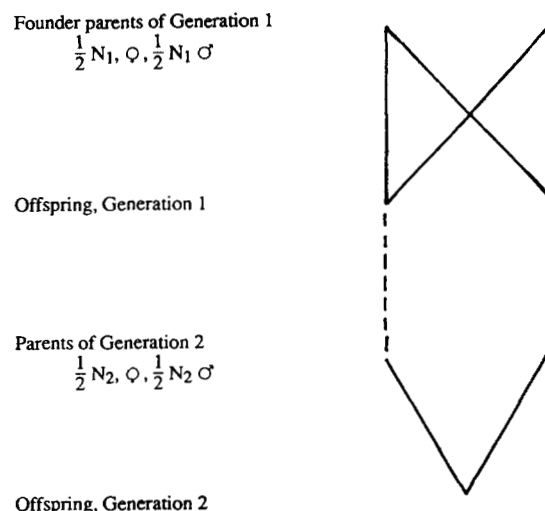 Founder parents of Generation 1
½ N₁, ♀, ½ N₁ ♂
Offspring, Generation 1
Parents of Generation 2
½ N₂, ♀, ½ N₂ ♂
Offspring, Generation 2